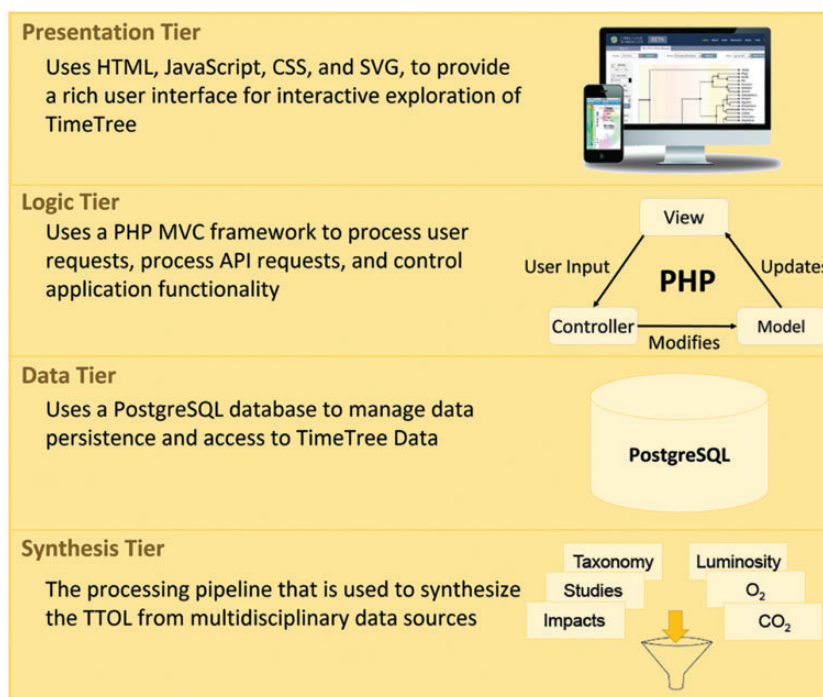 Presentation Tier
Uses HTML, JavaScript, CSS, and SVG, to provide
a rich user interface for interactive exploration of
TimeTree
BETA
Logic Tier
Uses a PHP MVC framework to process user
requests, process API requests, and control
application functionality
View
User Input
PHP
Updates
Controller
Modifies
Model
Data Tier
Uses a PostgreSQL database to manage data
persistence and access to TimeTree Data
PostgreSQL
Synthesis Tier
The processing pipeline that is used to synthesize
the TTOL from multidisciplinary data sources
Taxonomy
Studies
Impacts
Luminosity
O₂
CO₂